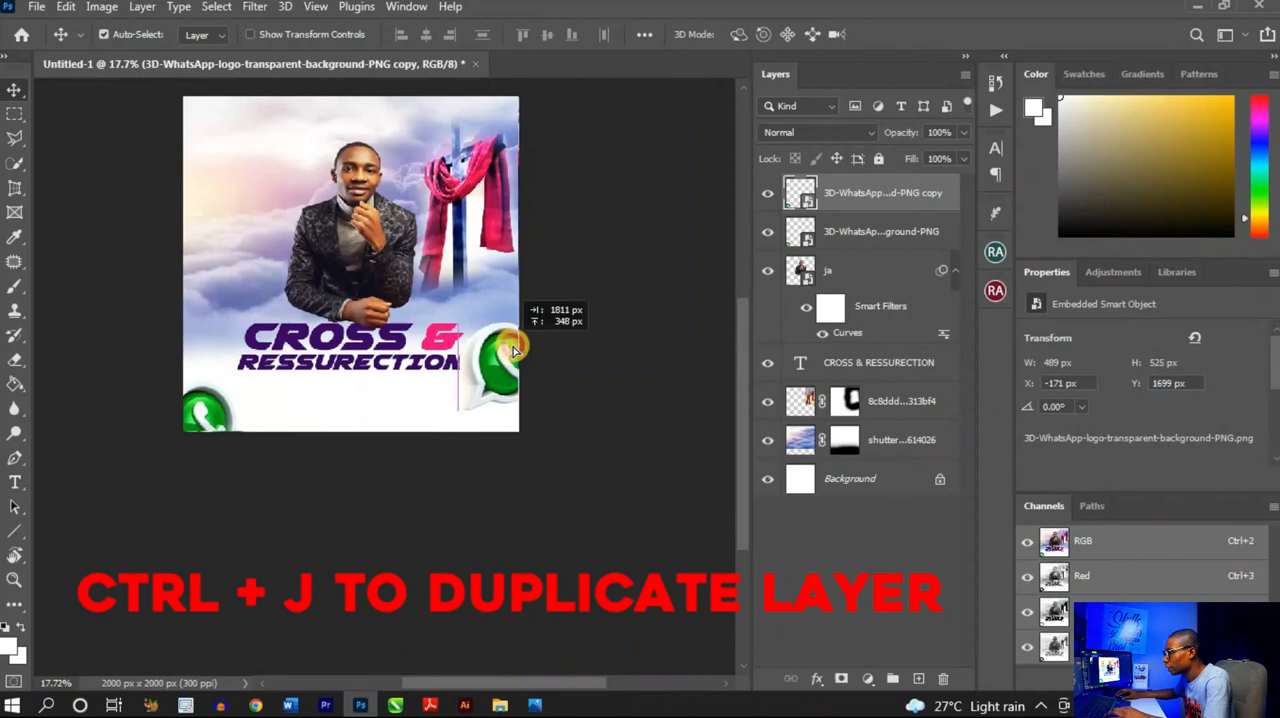 File Edit Image Layer Type Select Filter 3D View Plugins Window Help
Auto-Select: Layer Show Transform Controls 3D Mode:
Untitled-1 @ 17.7% (3D-WhatsApp-logo-transparent-background-PNG copy, RGB/8) *
CROSS &
RESSURECTION
1811 px
348 px
CTRL + J TO DUPLICATE LAYER
17.72% 2000 px x 2000 px (300 ppi)
Layers
Kind
Normal Opacity: 100%
Lock: Fill: 100%
3D-WhatsApp...d-PNG copy
3D-WhatsAp...ground-PNG
ja
Smart Filters
Curves
CROSS & RESSURECTION
8c8ddd...313bf4
shutter...614026
Background
fx
RA
RA
Color Swatches Gradients Patterns
Properties Adjustments Libraries
Embedded Smart Object
Transform
W: 489 px H: 525 px
X: -171 px Y: 1699 px
0.00°
3D-WhatsApp-logo-transparent-background-PNG.png
Channels Paths
RGB Ctrl+2
Red Ctrl+3
27°C Light rain